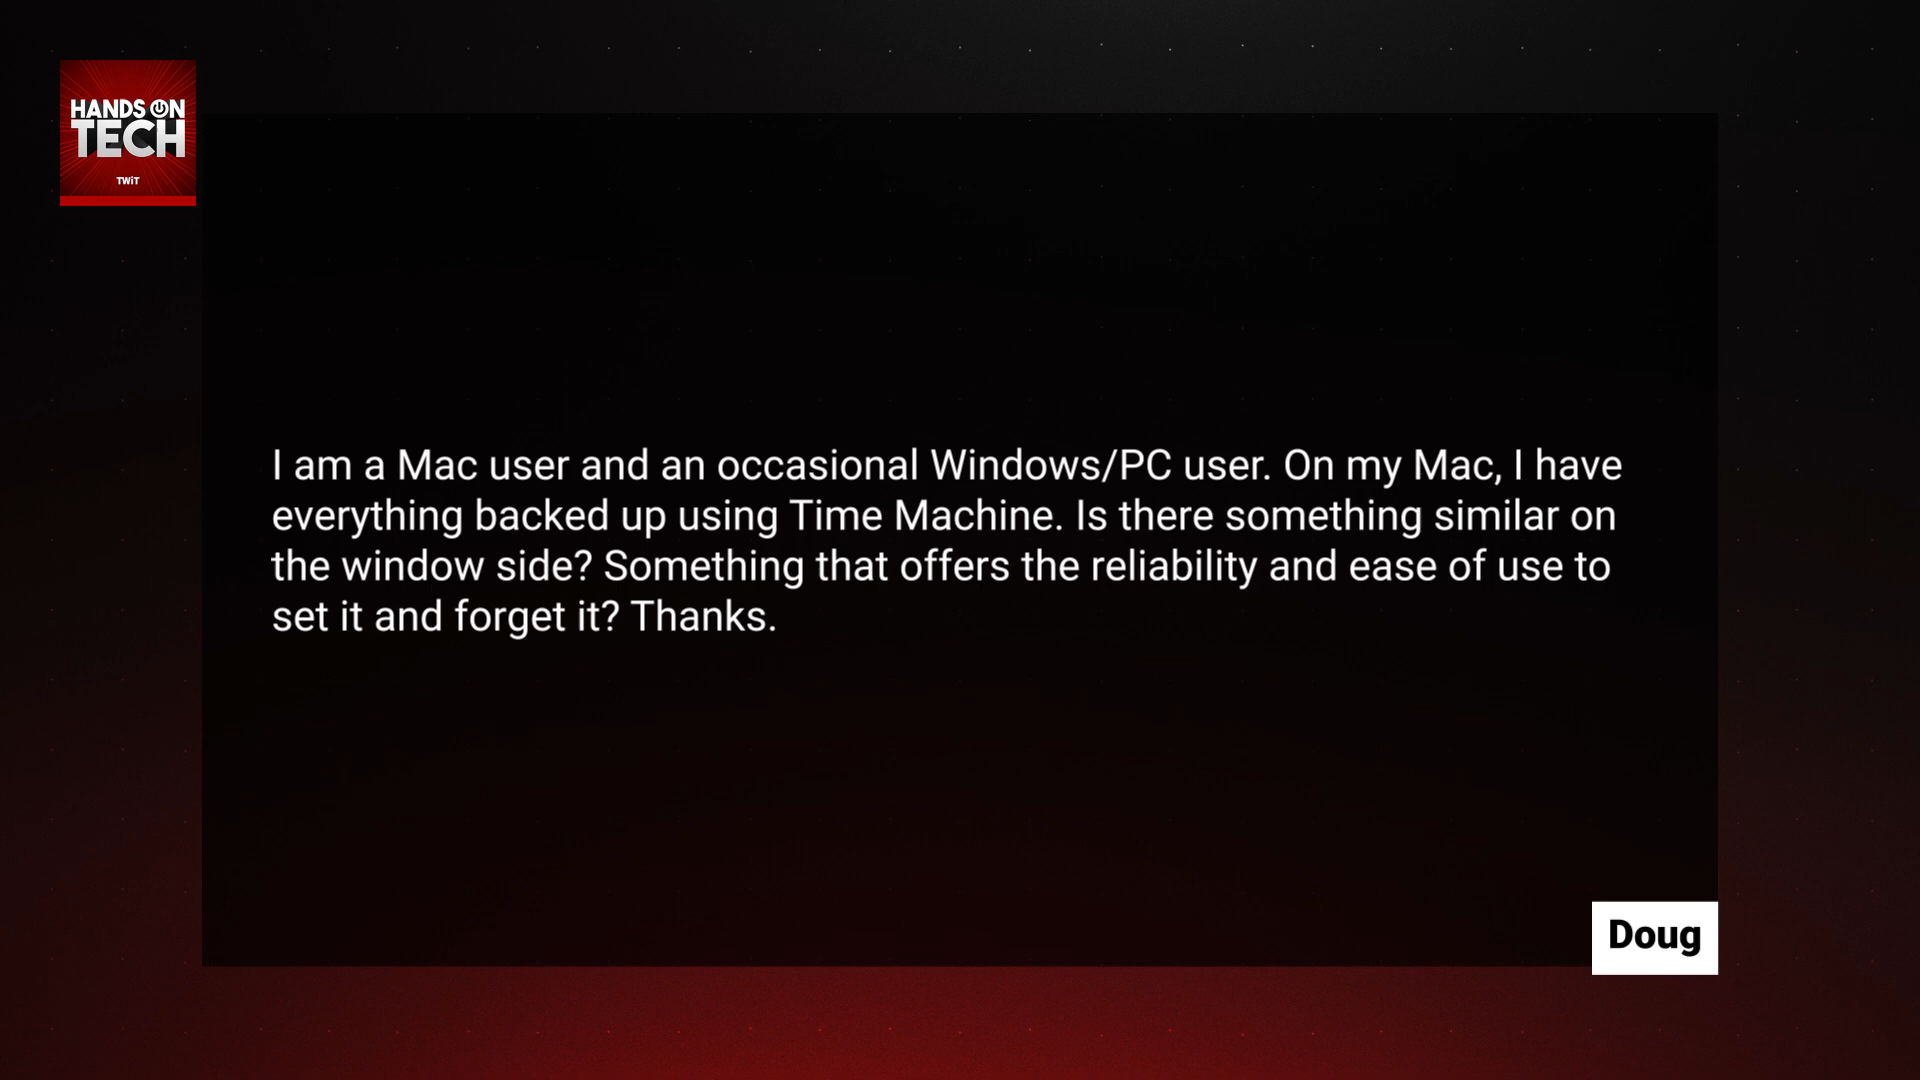 HANDS ON
TECH
TWiT
I am a Mac user and an occasional Windows/PC user. On my Mac, I have
everything backed up using Time Machine. Is there something similar on
the window side? Something that offers the reliability and ease of use to
set it and forget it? Thanks.
Doug